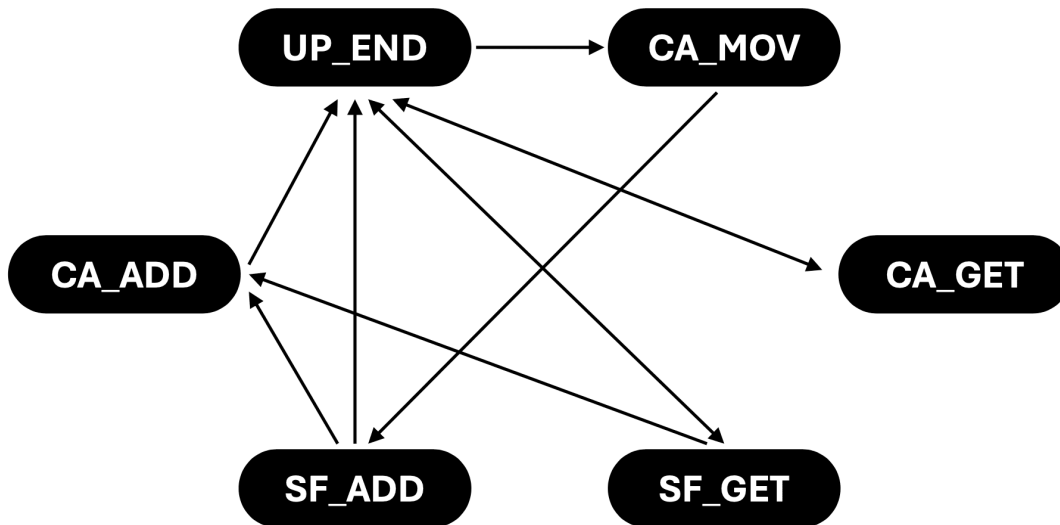 UP_END
CA_MOV
CA_ADD
CA_GET
SF_ADD
SF_GET